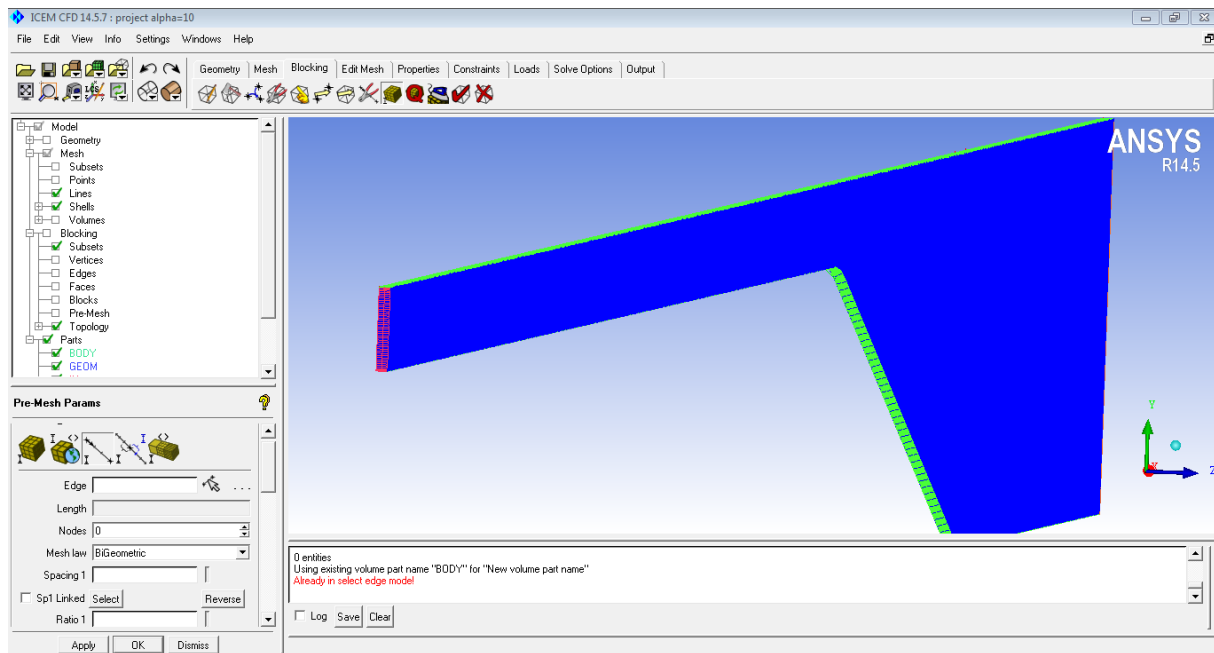 ICEM CFD 14.5.7 : project alpha=10
File Edit View Info Settings Windows Help
Geometry Mesh Blocking Edit Mesh Properties Constraints Loads Solve Options Output
LCS
Model
Geometry
Mesh
Subsets
Points
Lines
Shells
Volumes
Blocking
Subsets
Vertices
Edges
Faces
Blocks
Pre-Mesh
Topology
Parts
BODY
GEOM
ANSYS
R14.5
Y
X
Z
Pre-Mesh Params
Edge
...
Length
Nodes 0
Mesh law BiGeometric
Spacing 1
Sp1 Linked Select Reverse
Ratio 1
Apply OK Dismiss
0 entities
Using existing volume part name "BODY" for "New volume part name"
Already in select edge mode!
Log Save Clear